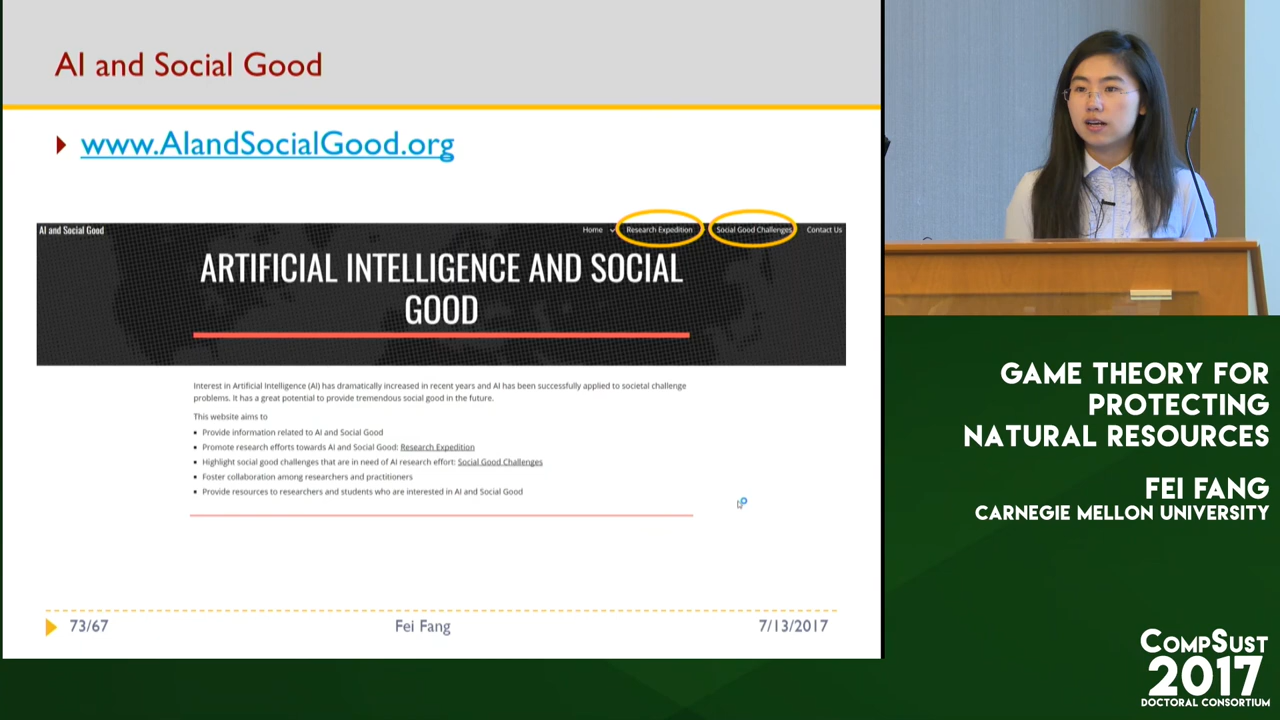 AI and Social Good
www.AIandSocialGood.org
AI and Social Good
Home
Research Expedition
Social Good Challenges
Contact Us
ARTIFICIAL INTELLIGENCE AND SOCIAL
GOOD
Interest in Artificial Intelligence (AI) has dramatically increased in recent years and AI has been successfully applied to societal challenge
problems. It has a great potential to provide tremendous social good in the future.
This website aims to
Provide information related to AI and Social Good
Promote research efforts towards AI and Social Good: Research Expedition
Highlight social good challenges that are in need of AI research effort: Social Good Challenges
Foster collaboration among researchers and practitioners
Provide resources to researchers and students who are interested in AI and Social Good
73/67
Fei Fang
7/13/2017
GAME THEORY FOR
PROTECTING
NATURAL RESOURCES
FEI FANG
CARNEGIE MELLON UNIVERSITY
COMPSUST
2017
DOCTORAL CONSORTIUM